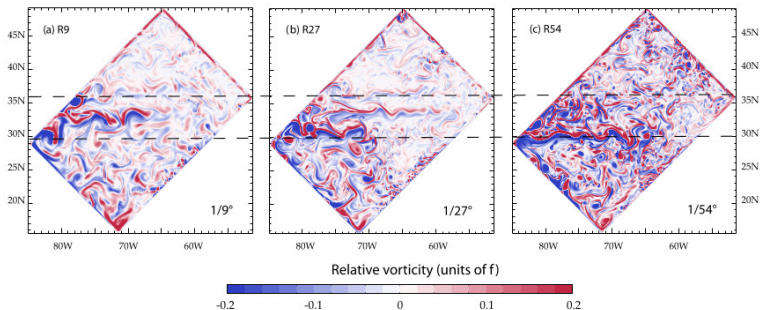 (a) R9
(b) R27
(c) R54
45N
40N
35N
30N
25N
20N
45N
40N
35N
30N
25N
20N
1/9°
1/27°
1/54°
80W
70W
60W
80W
70W
60W
80W
70W
60W
Relative vorticity (units of f)
-0.2
-0.1
0
0.1
0.2